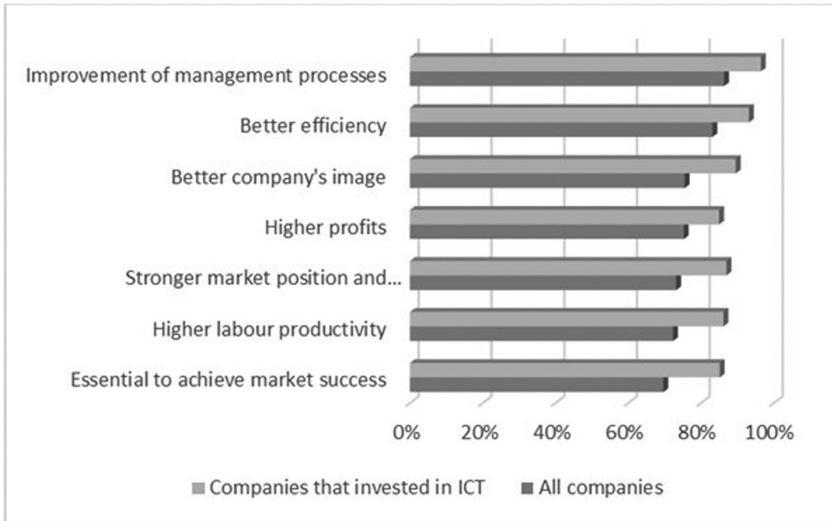 Improvement of management processes
Better efficiency
Better company's image
Higher profits
Stronger market position and...
Higher labour productivity
Essential to achieve market success
0% 20% 40% 60% 80% 100%
Companies that invested in ICT All companies